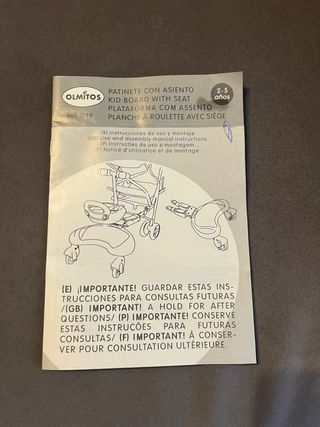 OLMITOS
Ref. 1249
PATINETE CON ASIENTO
KID BOARD WITH SEAT
PLATAFORMA COM ASSENTO
PLANCHE À ROULETTE AVEC SIÈGE
2-5
años
(E) Instrucciones de uso y montaje.
(GB) Use and assembly manual instructions.
(P) Instruções da uso e montagem.
(F) Notice d'utilisation et de montage.
(E) ¡IMPORTANTE! GUARDAR ESTAS INS-
TRUCCIONES PARA CONSULTAS FUTURAS
/(GB) IMPORTANT! A HOLD FOR AFTER
QUESTIONS/ (P) IMPORTANTE! CONSERVE
ESTAS INSTRUÇÕES PARA FUTURAS
CONSULTAS/ (F) IMPORTANT! À CONSER-
VER POUR CONSULTATION ULTÉRIEURE.